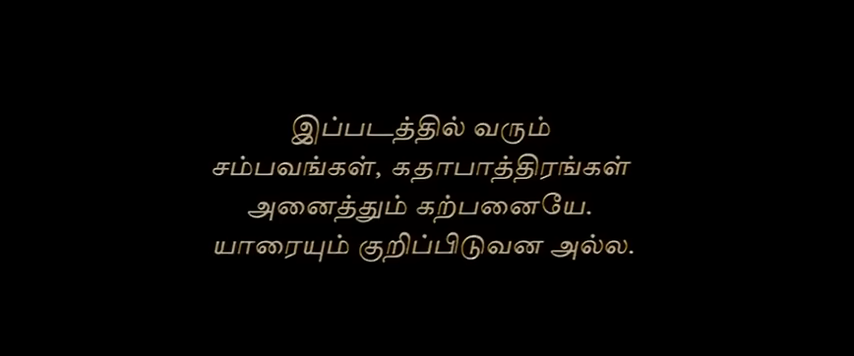 இப்படத்தில் வரும்
சம்பவங்கள், கதாபாத்திரங்கள்
அனைத்தும் கற்பனையே.
யாரையும் குறிப்பிடுவன அல்ல.